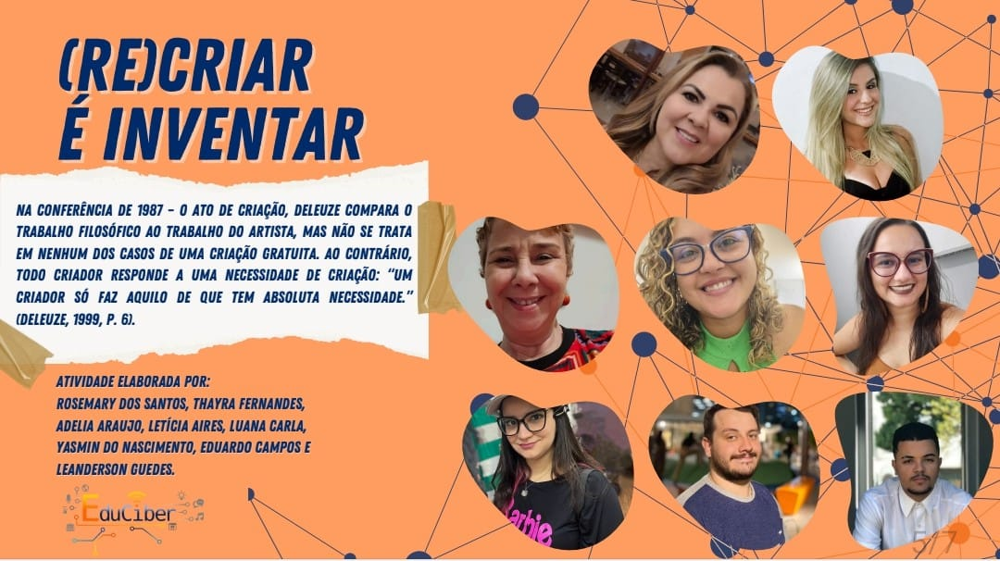 (RE)CRIAR
É INVENTAR
NA CONFERÊNCIA DE 1987 – O ATO DE CRIAÇÃO, DELEUZE COMPARA O
TRABALHO FILOSÓFICO AO TRABALHO DO ARTISTA, MAS NÃO SE TRATA
EM NENHUM DOS CASOS DE UMA CRIAÇÃO GRATUITA. AO CONTRÁRIO,
TODO CRIADOR RESPONDE A UMA NECESSIDADE DE CRIAÇÃO: “UM
CRIADOR SÓ FAZ AQUILO DE QUE TEM ABSOLUTA NECESSIDADE.”
(DELEUZE, 1999, P. 6).
ATIVIDADE ELABORADA POR:
ROSEMARY DOS SANTOS, THAYRA FERNANDES,
ADELIA ARAUJO, LETÍCIA AIRES, LUANA CARLA,
YASMIN DO NASCIMENTO, EDUARDO CAMPOS E
LEANDERSON GUEDES.
EduCiber
arbie
5/7